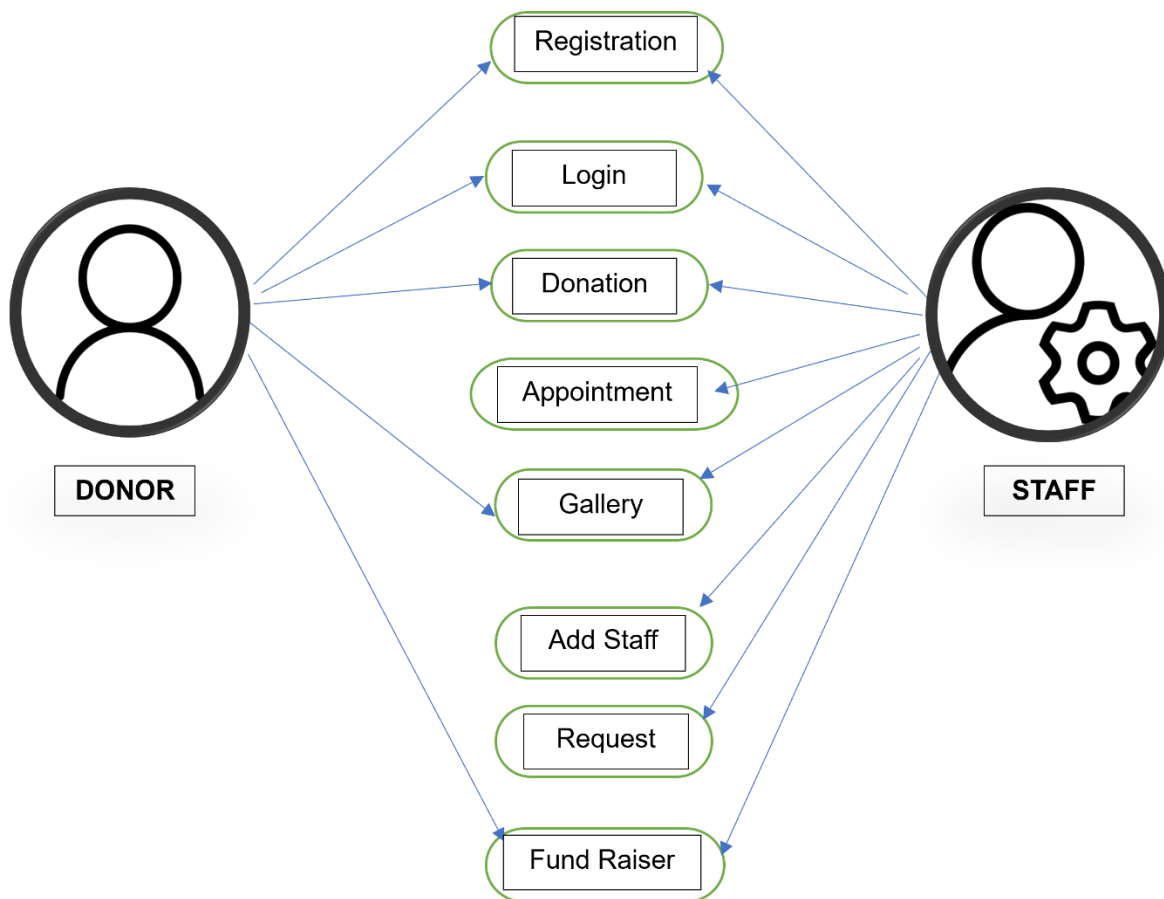 Registration
Login
Donation
Appointment
Gallery
DONOR
STAFF
Add Staff
Request
Fund Raiser